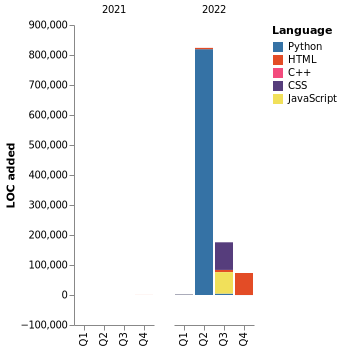 2021
2022
LOC added
900,000
800,000
700,000
600,000
500,000
400,000
300,000
200,000
100,000
0
−100,000
Q1
Q2
Q3
Q4
Q1
Q2
Q3
Q4
Language
Python
HTML
C++
CSS
JavaScript